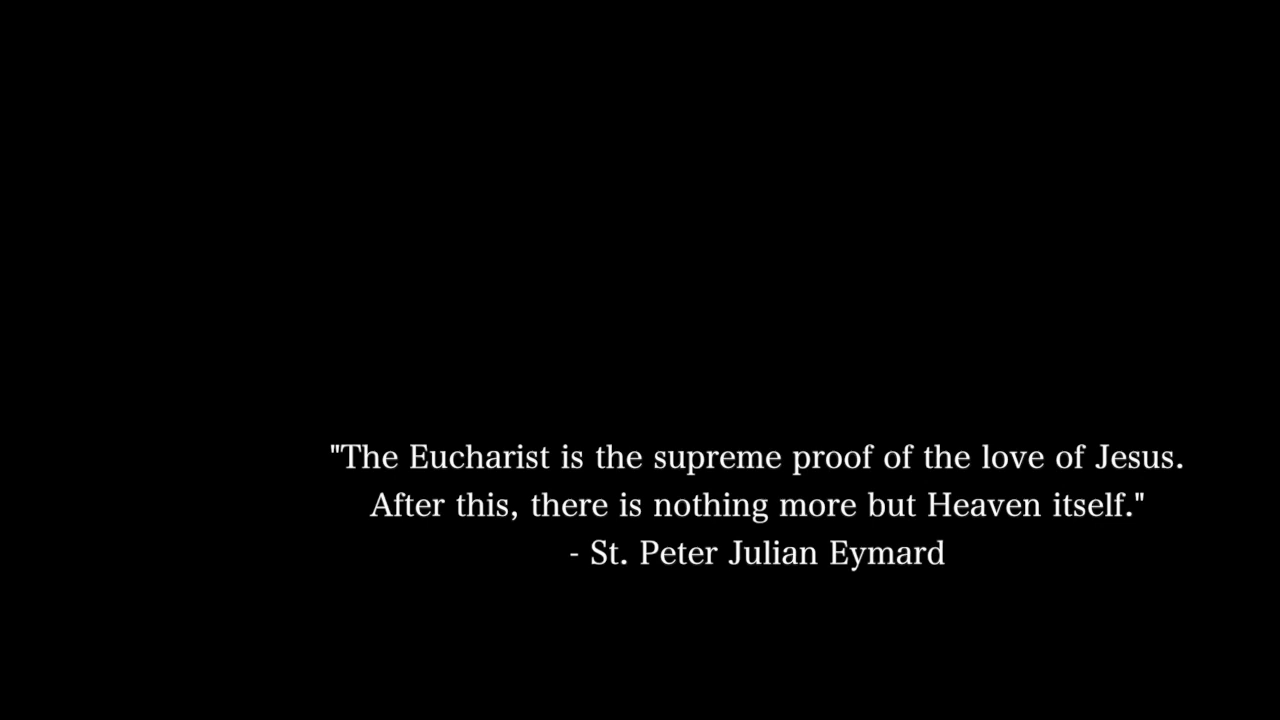 "The Eucharist is the supreme proof of the love of Jesus.
After this, there is nothing more but Heaven itself."
- St. Peter Julian Eymard